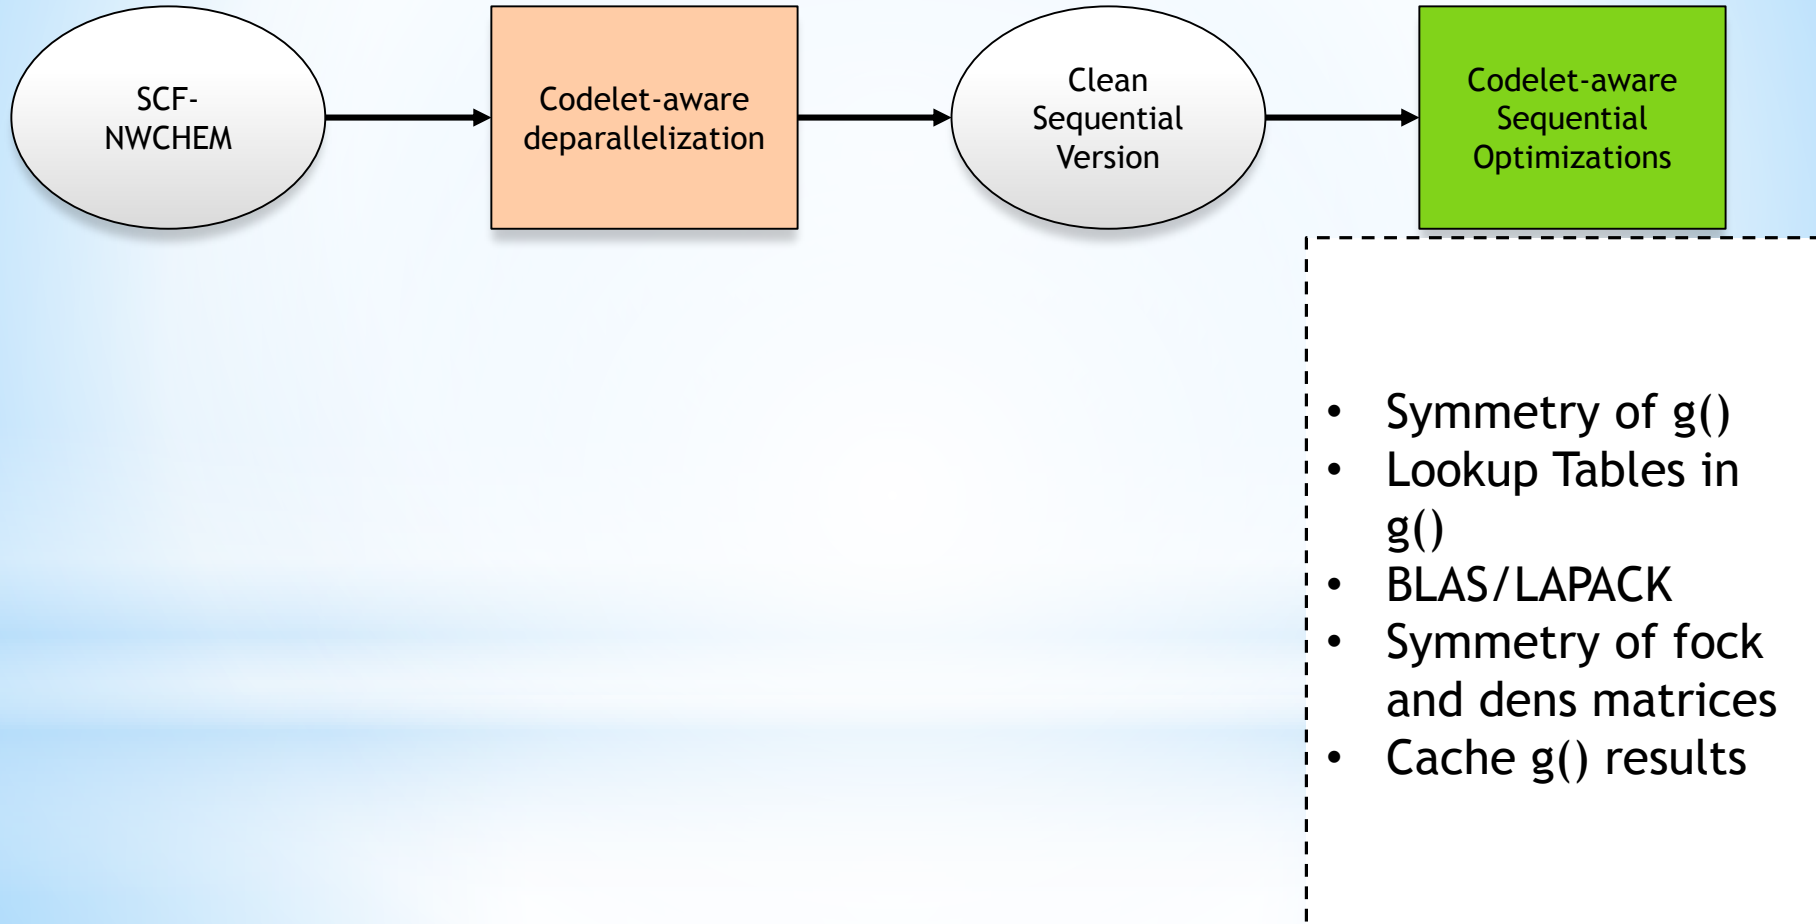 SCF-
NWCHEM
Codelet-aware
deparallelization
Clean
Sequential
Version
Codelet-aware
Sequential
Optimizations
• Symmetry of g()
• Lookup Tables in
g()
• BLAS/LAPACK
• Symmetry of fock
and dens matrices
• Cache g() results